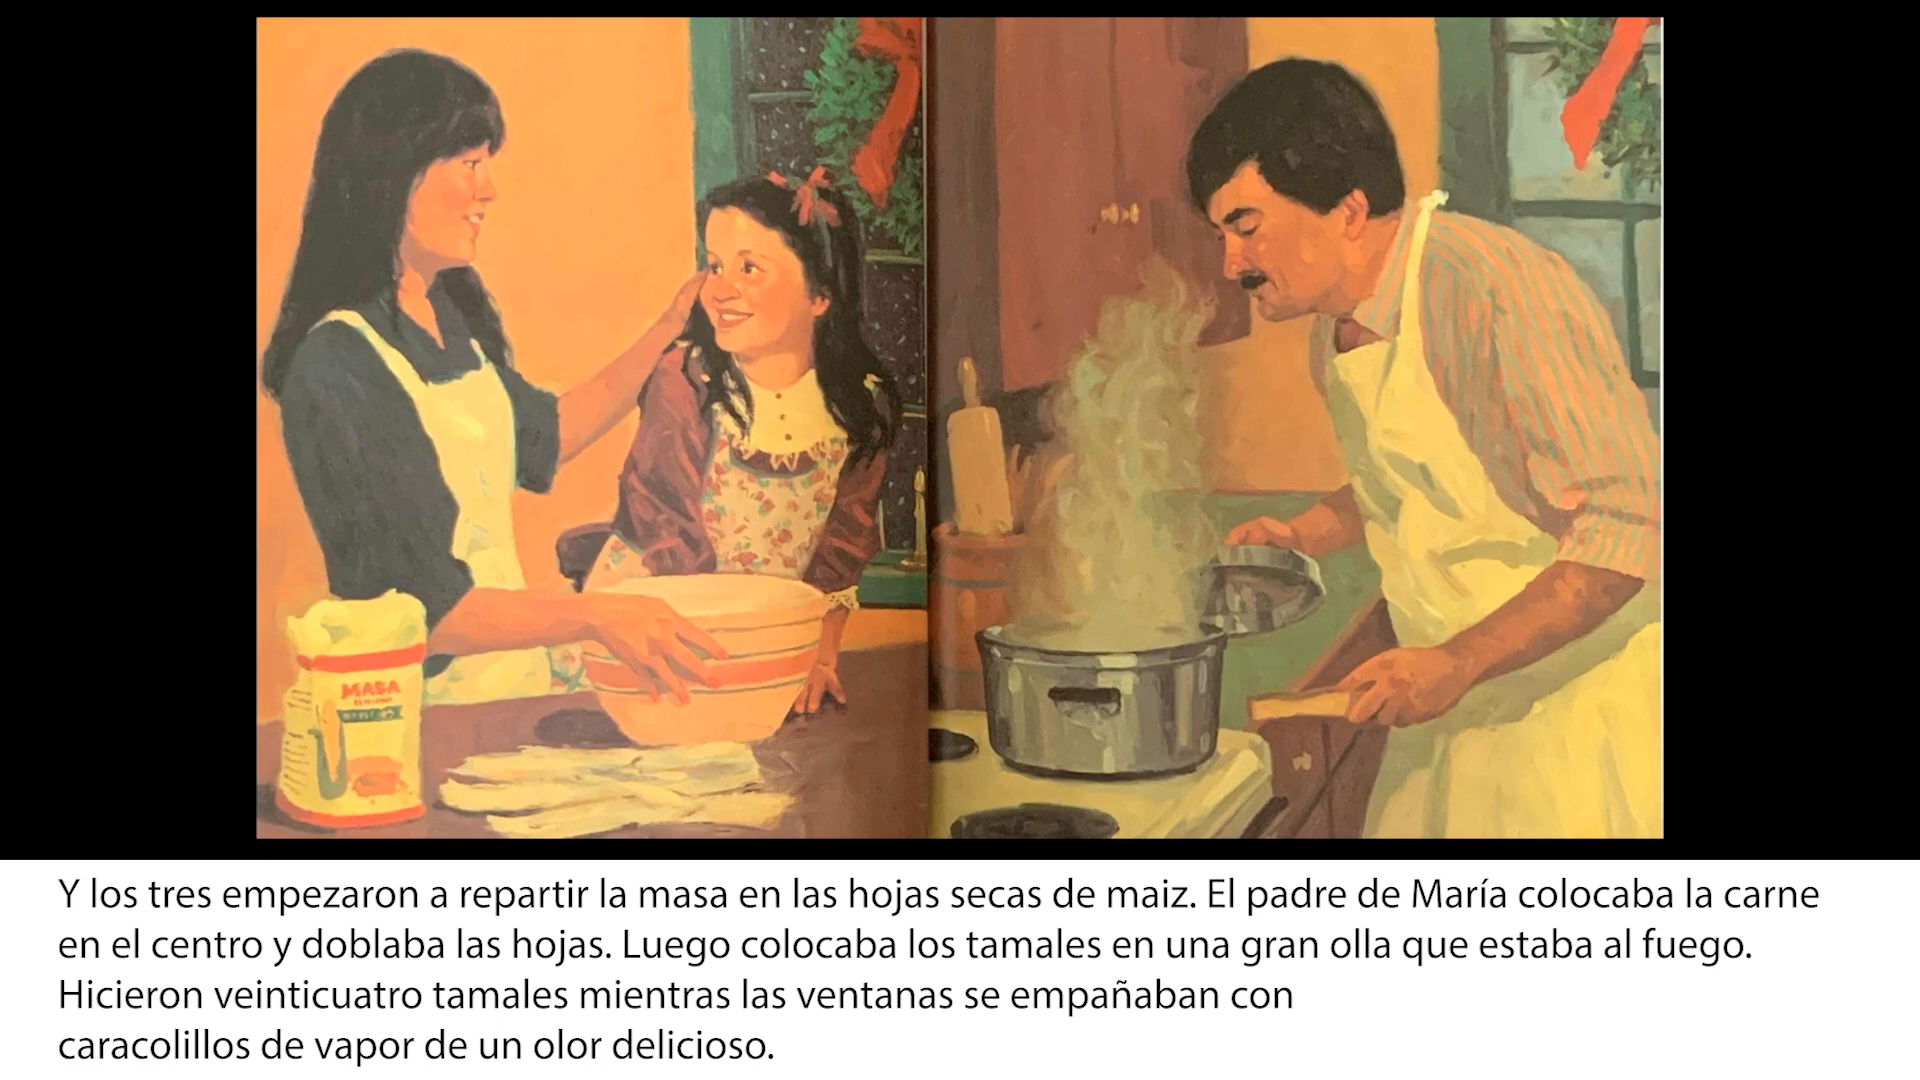 MASA
Y los tres empezaron a repartir la masa en las hojas secas de maiz. El padre de María colocaba la carne
en el centro y doblaba las hojas. Luego colocaba los tamales en una gran olla que estaba al fuego.
Hicieron veinticuatro tamales mientras las ventanas se empañaban con
caracolillos de vapor de un olor delicioso.